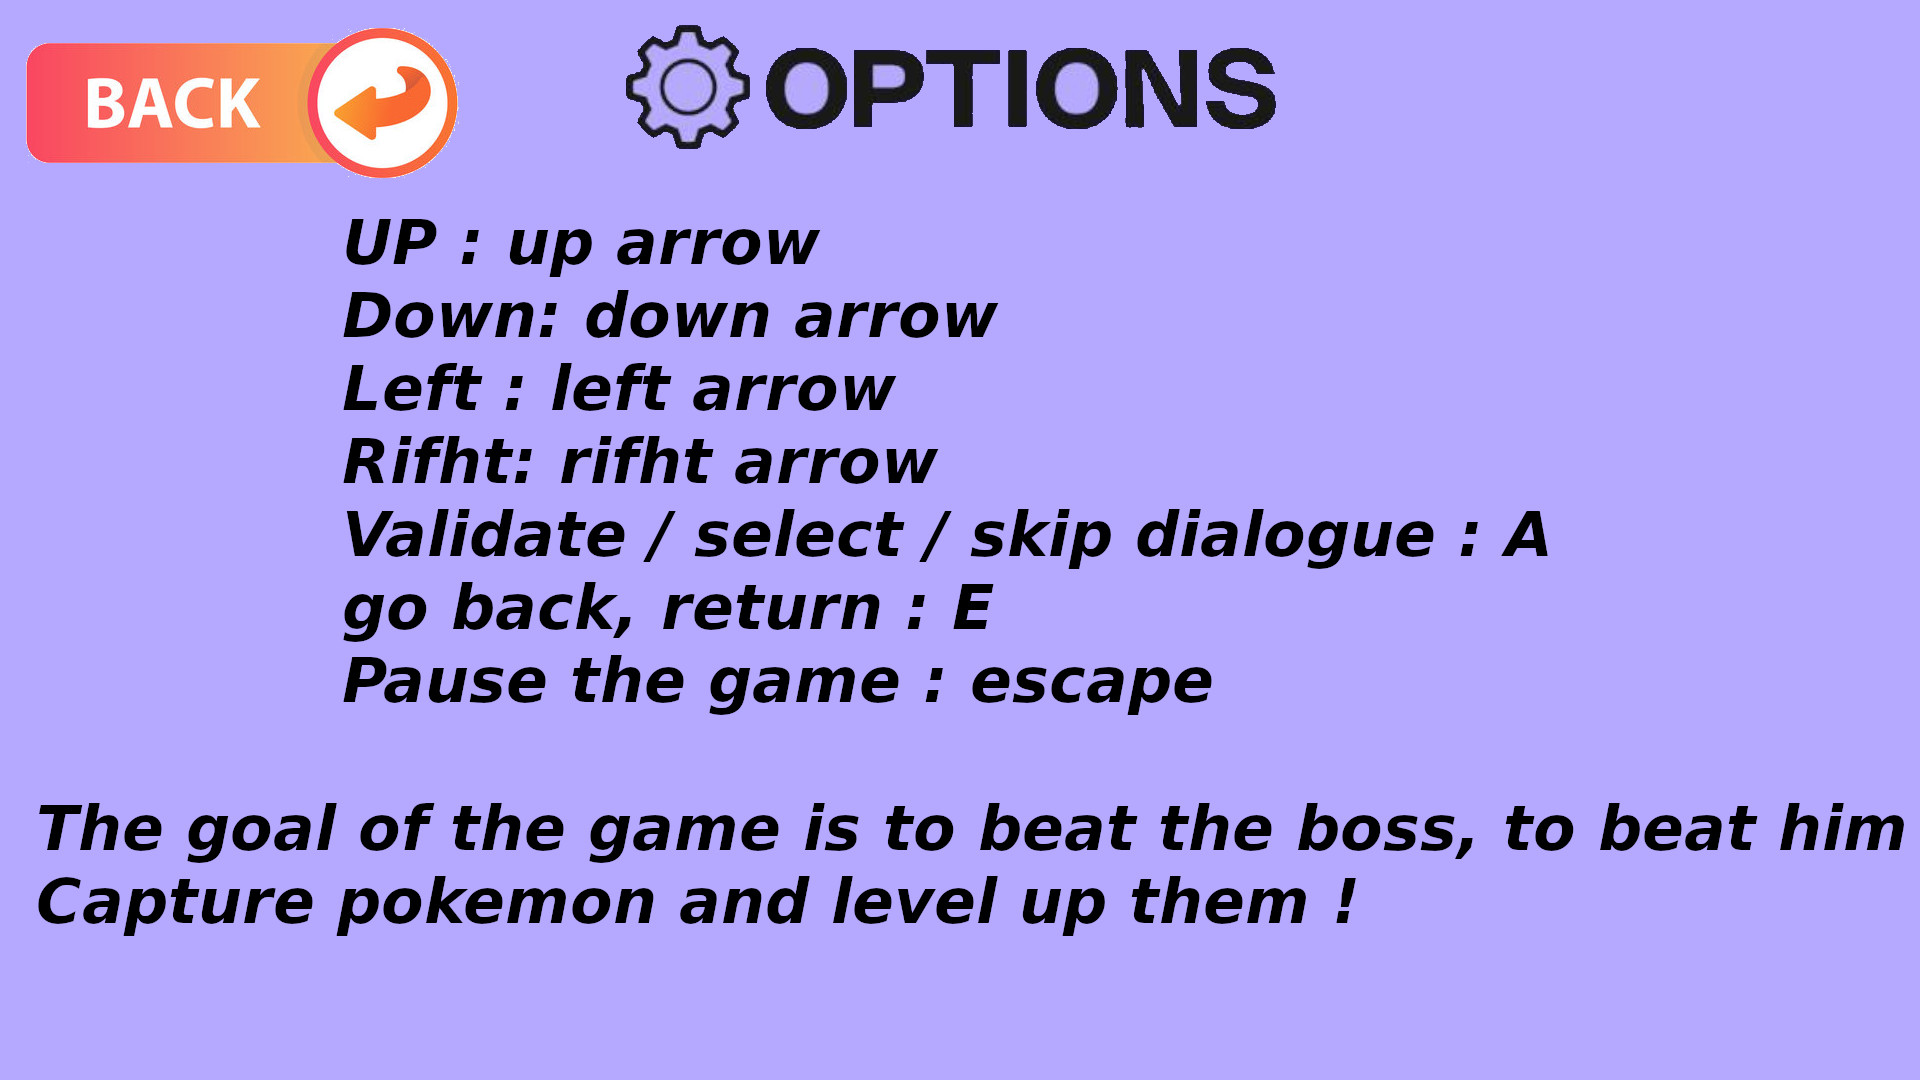 BACK
OPTIONS
UP : up arrow
Down: down arrow
Left : left arrow
Rifht: rifht arrow
Validate / select / skip dialogue : A
go back, return : E
Pause the game : escape
The goal of the game is to beat the boss, to beat him
Capture pokemon and level up them !